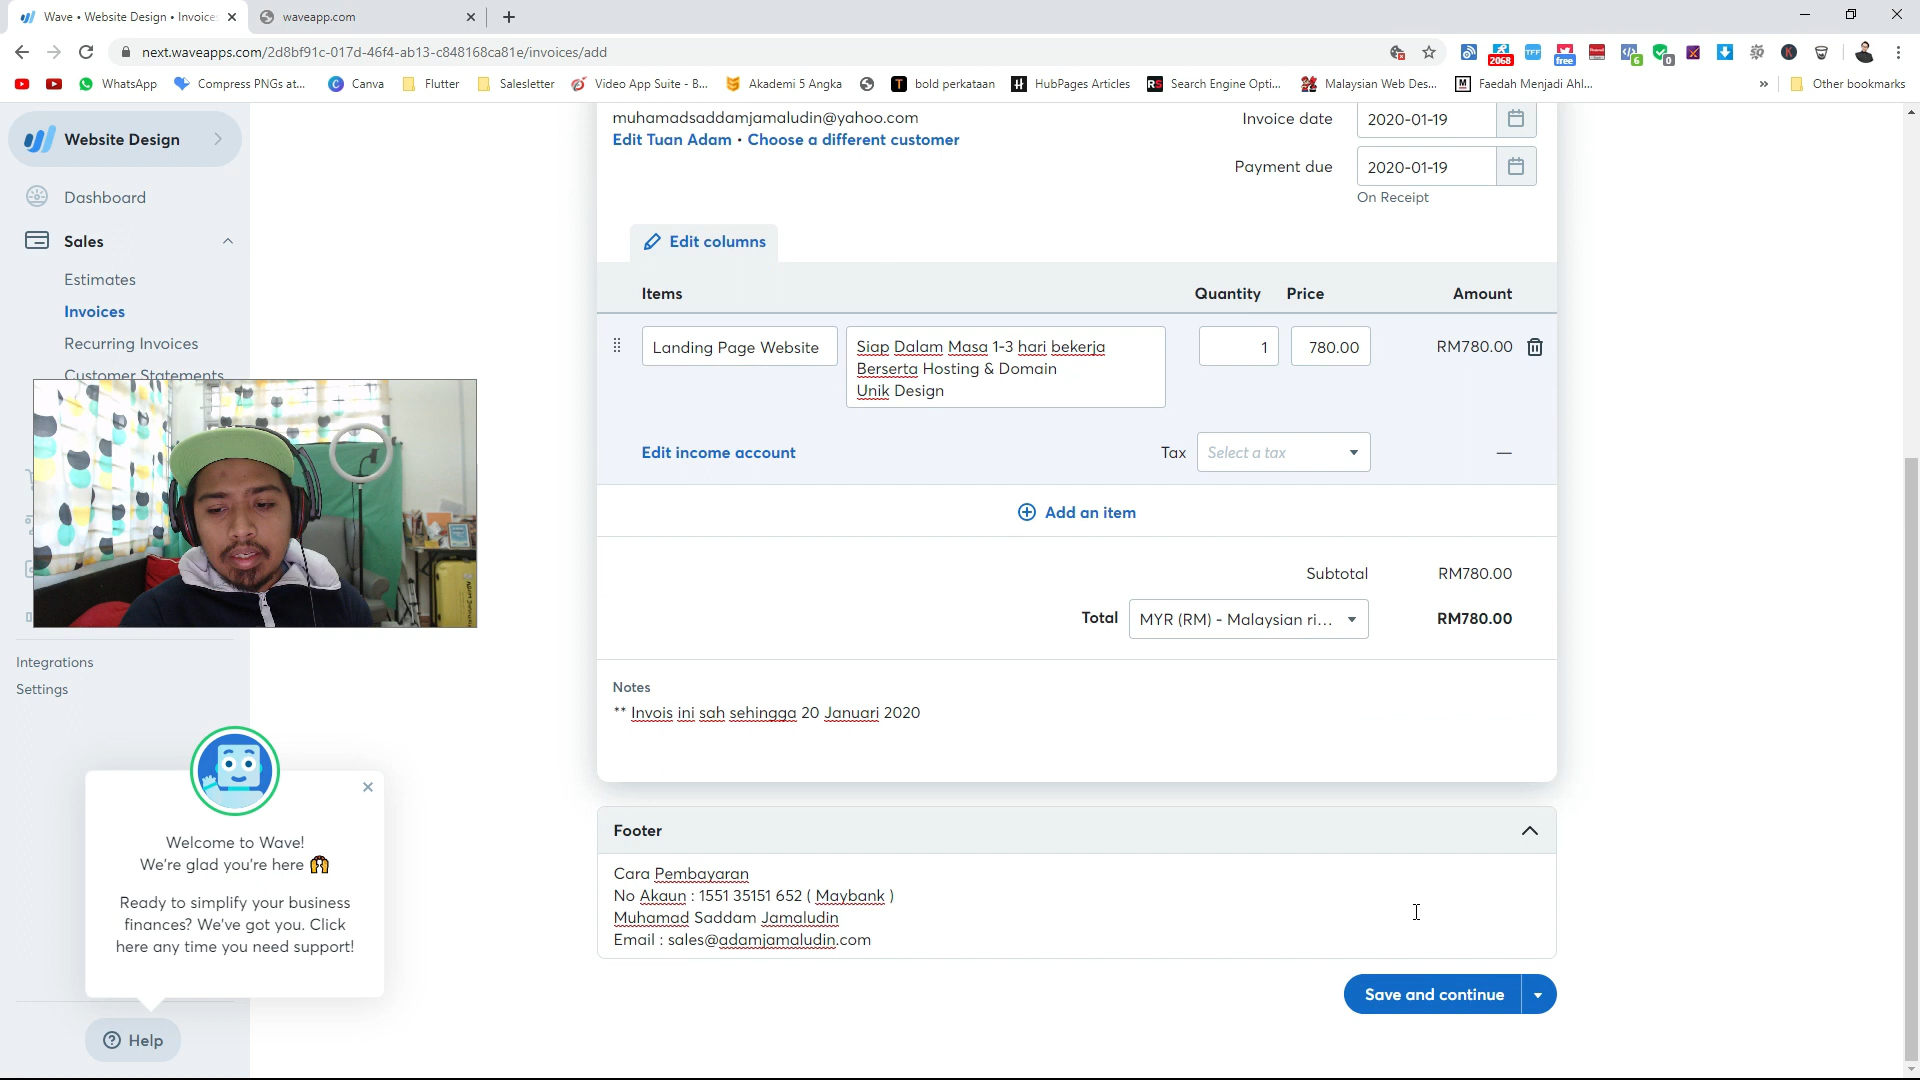 Wave • Website Design • Invoice
waveapp.com
next.waveapps.com/2d8bf91c-017d-46f4-ab13-c848168ca81e/invoices/add
2068
TFF
free
6
0
WhatsApp
Compress PNGs at...
Canva
Flutter
Salesletter
Video App Suite - B...
Akademi 5 Angka
bold perkataan
HubPages Articles
Search Engine Opti...
Malaysian Web Des...
Faedah Menjadi Ahl...
»
Other bookmarks
Website Design
Dashboard
Sales
Estimates
Invoices
Recurring Invoices
Customer Statements
Integrations
Settings
Welcome to Wave!
We're glad you're here 🙌
Ready to simplify your business
finances? We've got you. Click
here any time you need support!
Help
muhamadsaddamjamaludin@yahoo.com
Edit Tuan Adam • Choose a different customer
Invoice date 2020-01-19
Payment due 2020-01-19
On Receipt
Edit columns
Items Quantity Price Amount
Landing Page Website
Siap Dalam Masa 1-3 hari bekerja
Berserta Hosting & Domain
Unik Design
1 780.00 RM780.00
Edit income account
Tax Select a tax —
Add an item
Subtotal RM780.00
Total MYR (RM) - Malaysian ri... RM780.00
Notes
** Invois ini sah sehingga 20 Januari 2020
Footer
Cara Pembayaran
No Akaun : 1551 35151 652 ( Maybank )
Muhamad Saddam Jamaludin
Email : sales@adamjamaludin.com
Save and continue